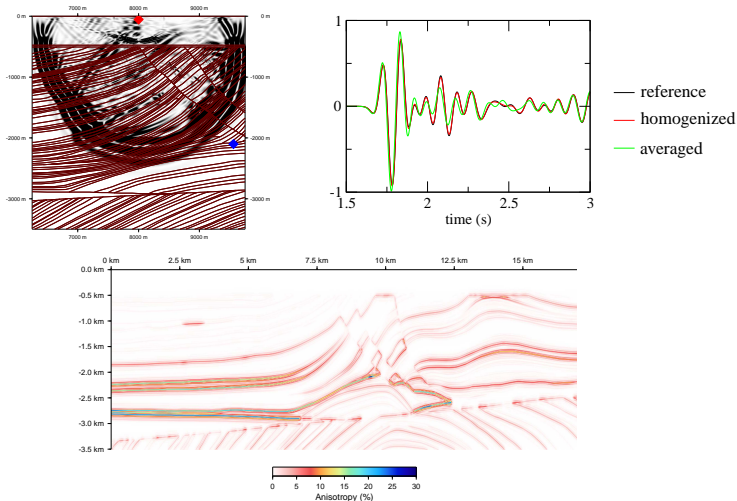 7000 m 8000 m 9000 m
0 m 0 m
-1000 m -1000 m
-2000 m -2000 m
-3000 m -3000 m
7000 m 8000 m 9000 m
1
0
-1
1.5 2 2.5 3
time (s)
reference
homogenized
averaged
0 km 2.5 km 5 km 7.5 km 10 km 12.5 km 15 km
0.0 km
-0.5 km
-1.0 km
-1.5 km
-2.0 km
-2.5 km
-3.0 km
-3.5 km
0 5 10 15 20 25 30
Anisotropy (%)